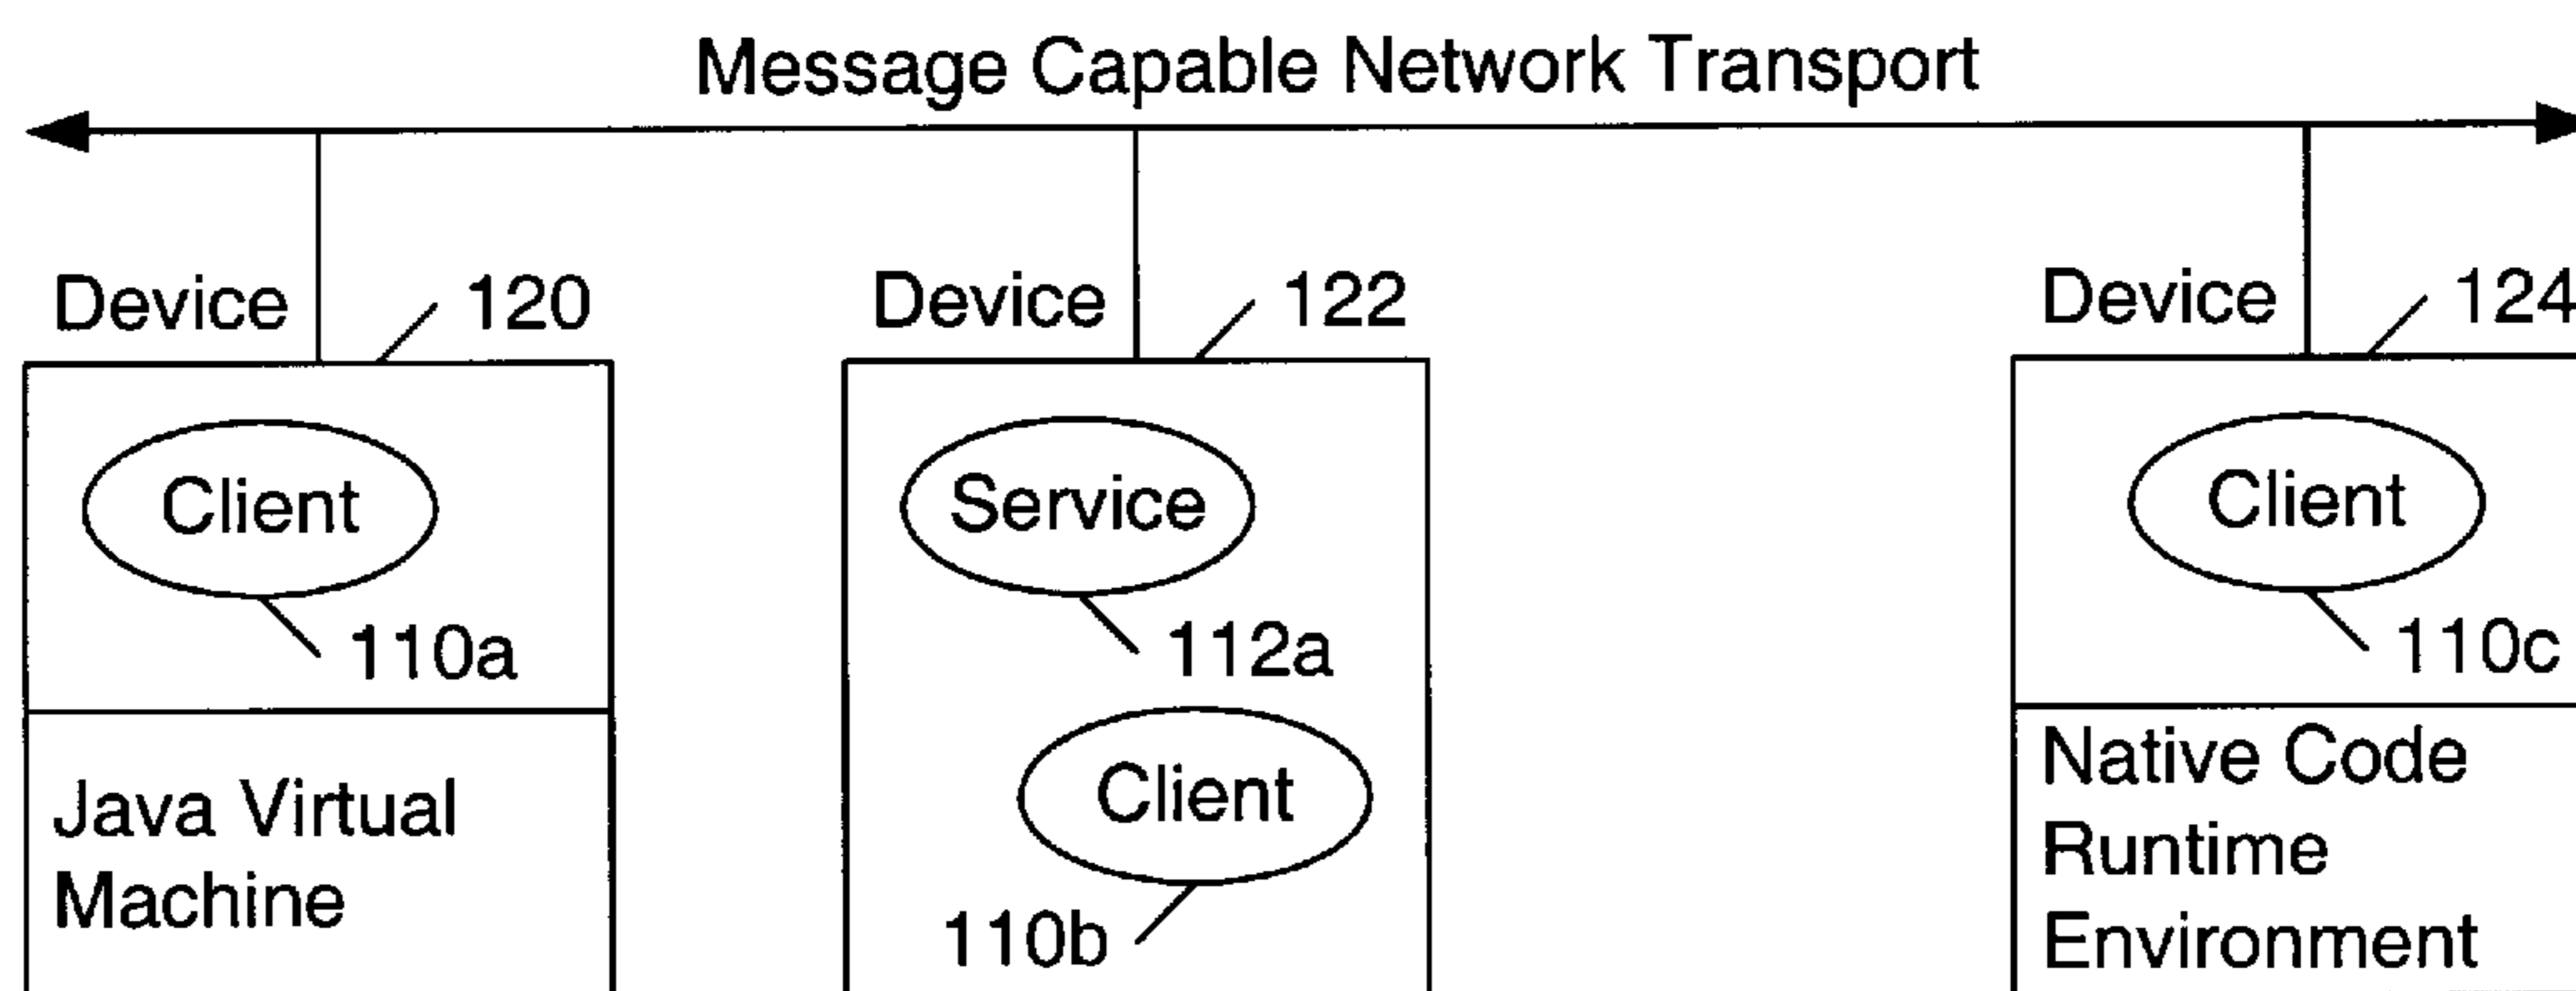 Message Capable Network Transport
Device
120
Device
122
Device
124
Client
110a
Service
112a
Client
110c
Client
110b
Java Virtual
Machine
Native Code
Runtime
Environment